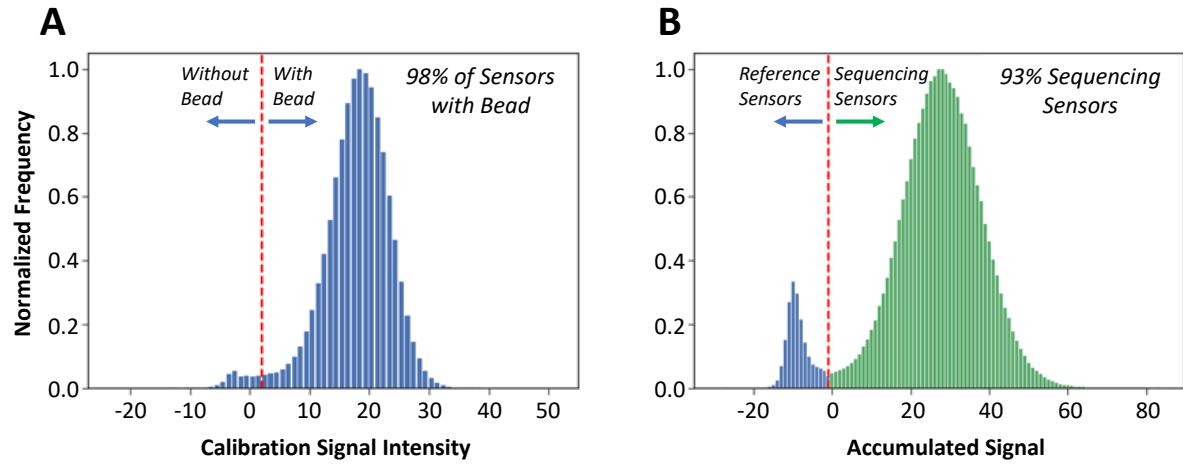 A
Without
Bead
With
Bead
98% of Sensors
with Bead
1.0
0.8
0.6
0.4
0.2
0.0
Normalized Frequency
-20
-10
0
10
20
30
40
50
Calibration Signal Intensity
B
Reference
Sensors
Sequencing
Sensors
93% Sequencing
Sensors
1.0
0.8
0.6
0.4
0.2
0.0
-20
0
20
40
60
80
Accumulated Signal